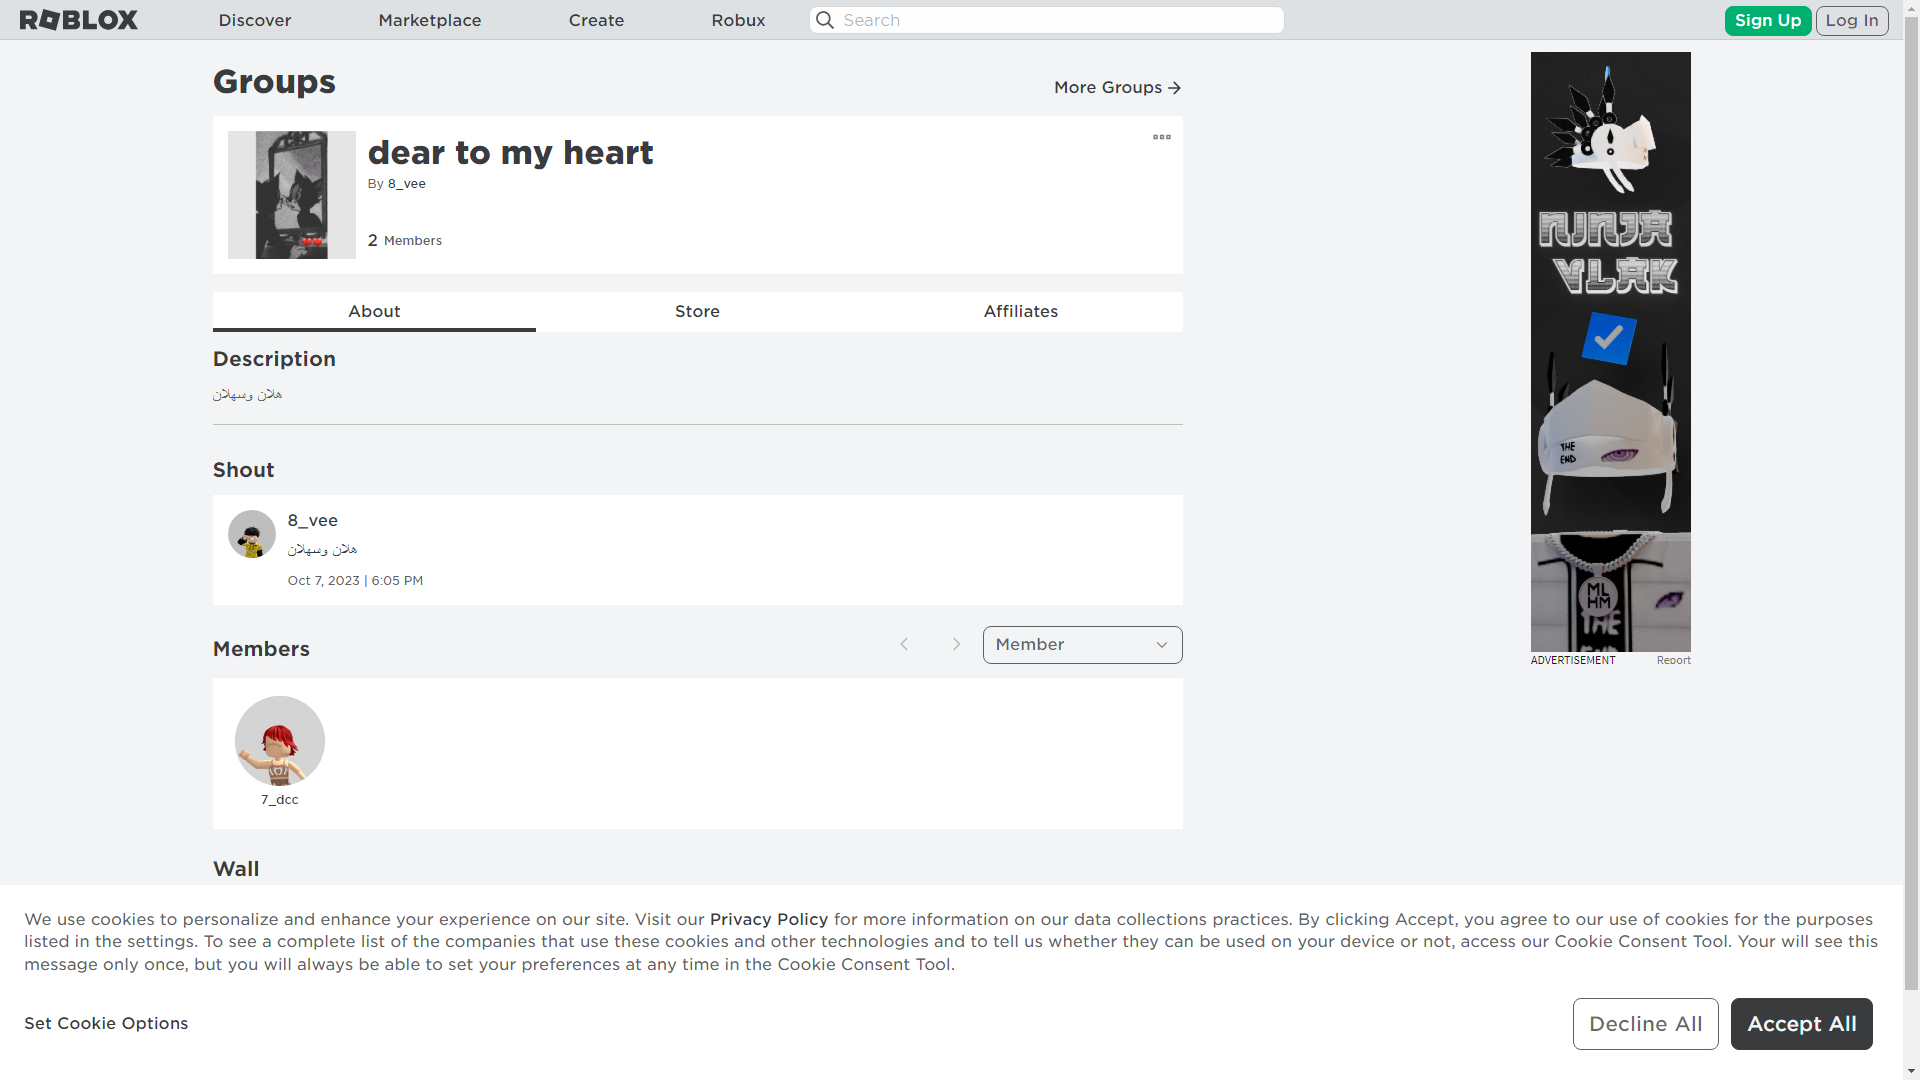 ROBLOX
Discover
Marketplace
Create
Robux
Search
Sign Up
Log In
Groups
More Groups
dear to my heart
By 8_vee
2 Members
About
Store
Affiliates
Description
هلان وسهلان
Shout
8_vee
هلان وسهلان
Oct 7, 2023 | 6:05 PM
Members
Member
7_dcc
Wall
NJNJA
VLAK
THE
END
ML
HM
THE
END
ADVERTISEMENT
Report
We use cookies to personalize and enhance your experience on our site. Visit our Privacy Policy for more information on our data collections practices. By clicking Accept, you agree to our use of cookies for the purposes
listed in the settings. To see a complete list of the companies that use these cookies and other technologies and to tell us whether they can be used on your device or not, access our Cookie Consent Tool. Your will see this
message only once, but you will always be able to set your preferences at any time in the Cookie Consent Tool.
Set Cookie Options
Decline All
Accept All